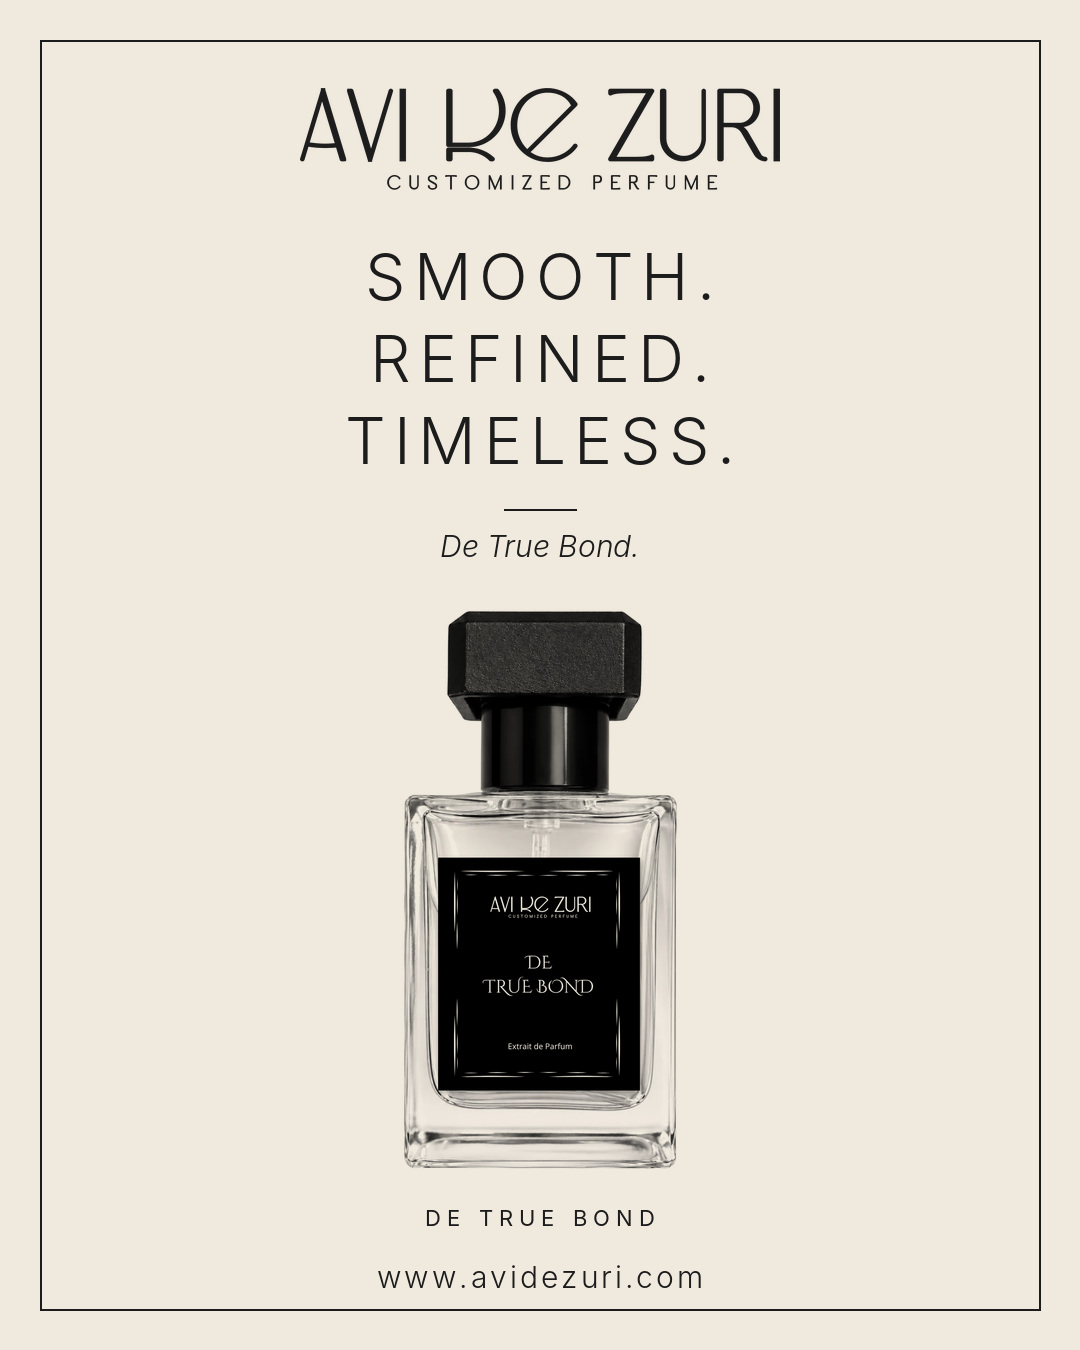 AVI DE ZURI
CUSTOMIZED PERFUME
SMOOTH.
REFINED.
TIMELESS.
De True Bond.
AVI DE ZURI
CUSTOMIZED PERFUME
DE
TRUE BOND
Extrait de Parfum
DE TRUE BOND
www.avidezuri.com